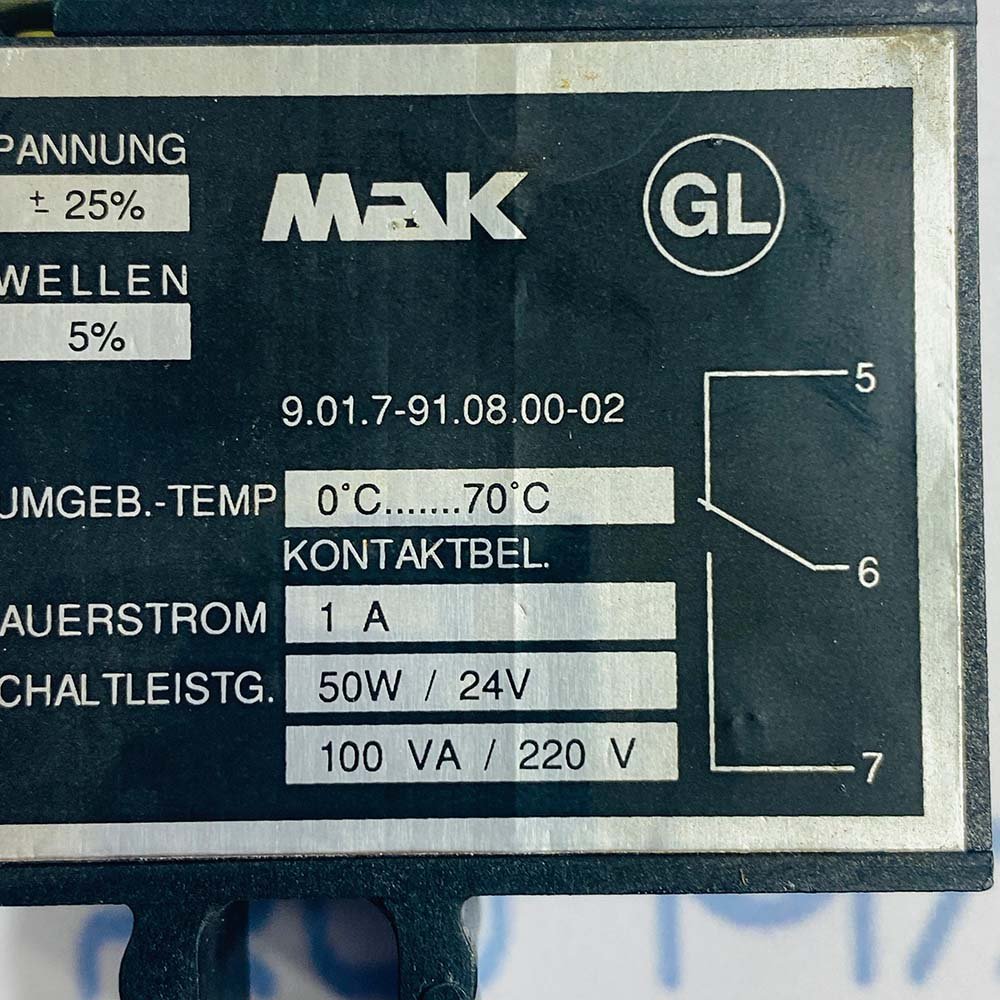 PANNUNG
± 25%
MaK
GL
WELLEN
5%
5
9.01.7-91.08.00-02
UMGEB.-TEMP 0°C.......70°C
KONTAKTBEL.
6
AUERSTROM 1 A
CHALTLEISTG. 50W / 24V
100 VA / 220 V
7